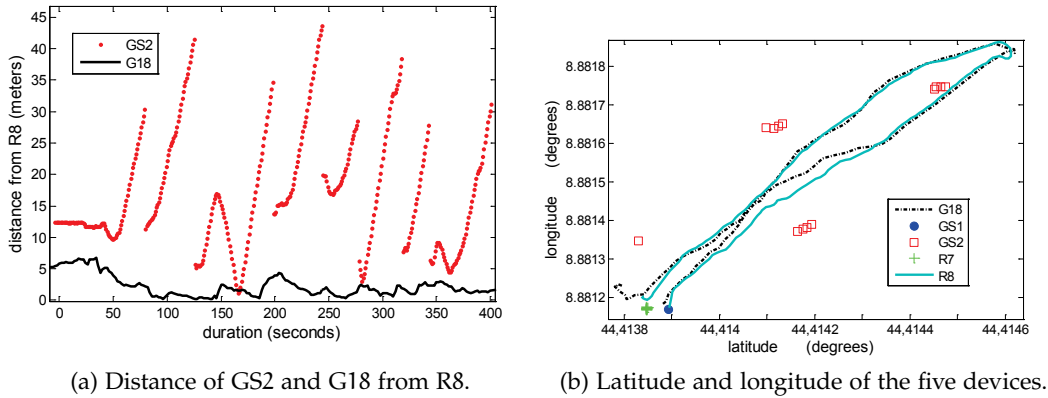 45
40
35
30
25
20
15
10
5
0
distance from R8 (meters)
GS2
G18
0 50 100 150 200 250 300 350 400
duration (seconds)
(a) Distance of GS2 and G18 from R8.
8.8818
8.8817
8.8816
8.8815
8.8814
8.8813
8.8812
longitude (degrees)
G18
GS1
GS2
R7
R8
44,4138 44,414 44,4142 44,4144 44,4146
latitude (degrees)
(b) Latitude and longitude of the five devices.